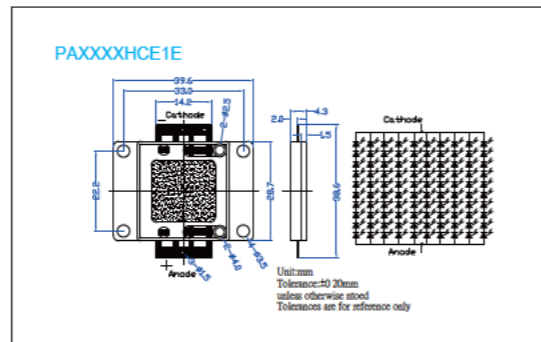 PAXXXXHCE1E
39.6
33.0
14.2
Cathode
2-ø2.5
4.3
2.0
1.5
Cathode
22.2
28.7
38.6
Anode
4-ø3.5
2-ø4.0
Anode
Unit:mm
Tolerance:±0 20mm
unless otherwise ntoed
Tolerances are for reference only